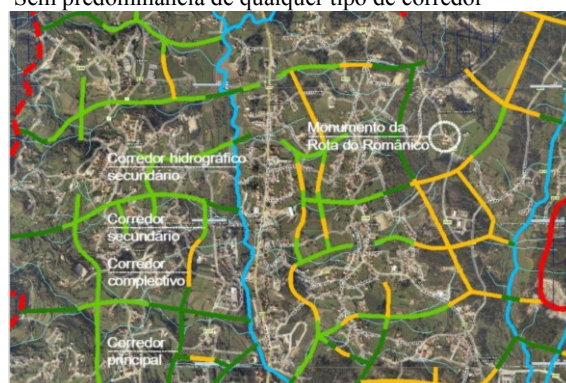 Sem predominância de qualquer tipo de corredor
Monumento da
Rota do Românico
Corredor hidrográfico
secundário
Corredor
secundário
Corredor
complectivo
Corredor
principal